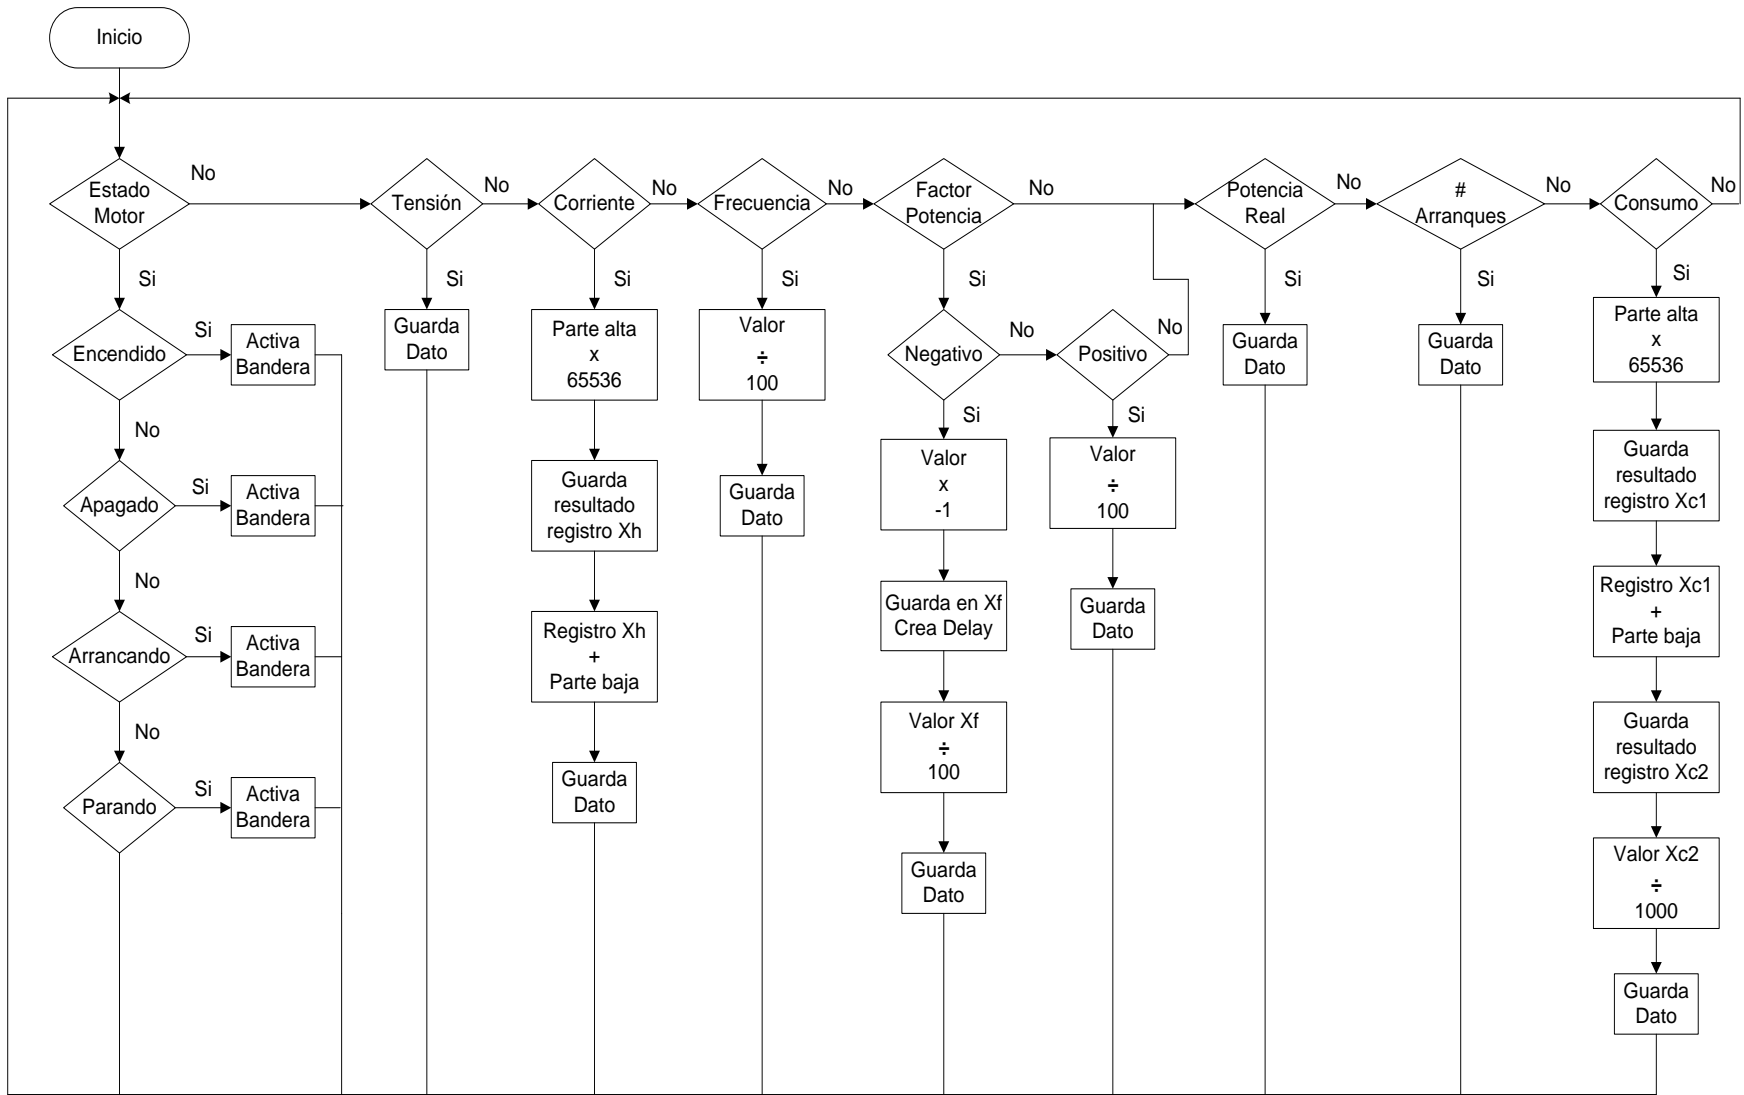 Inicio
Estado
Motor
No
Si
Encendido
Si
Activa
Bandera
No
Apagado
Si
Activa
Bandera
No
Arrancando
Si
Activa
Bandera
No
Parando
Si
Activa
Bandera
Tensión
No
Si
Guarda
Dato
Corriente
No
Si
Parte alta
x
65536
Guarda
resultado
registro Xh
Registro Xh
+
Parte baja
Guarda
Dato
Frecuencia
No
Si
Valor
÷
100
Guarda
Dato
Factor
Potencia
No
Si
Negativo
No
Si
Valor
x
-1
Guarda en Xf
Crea Delay
Valor Xf
÷
100
Guarda
Dato
Positivo
No
Si
Valor
÷
100
Guarda
Dato
Potencia
Real
No
Si
Guarda
Dato
#
Arranques
No
Si
Guarda
Dato
Consumo
No
Si
Parte alta
x
65536
Guarda
resultado
registro Xc1
Registro Xc1
+
Parte baja
Guarda
resultado
registro Xc2
Valor Xc2
÷
1000
Guarda
Dato